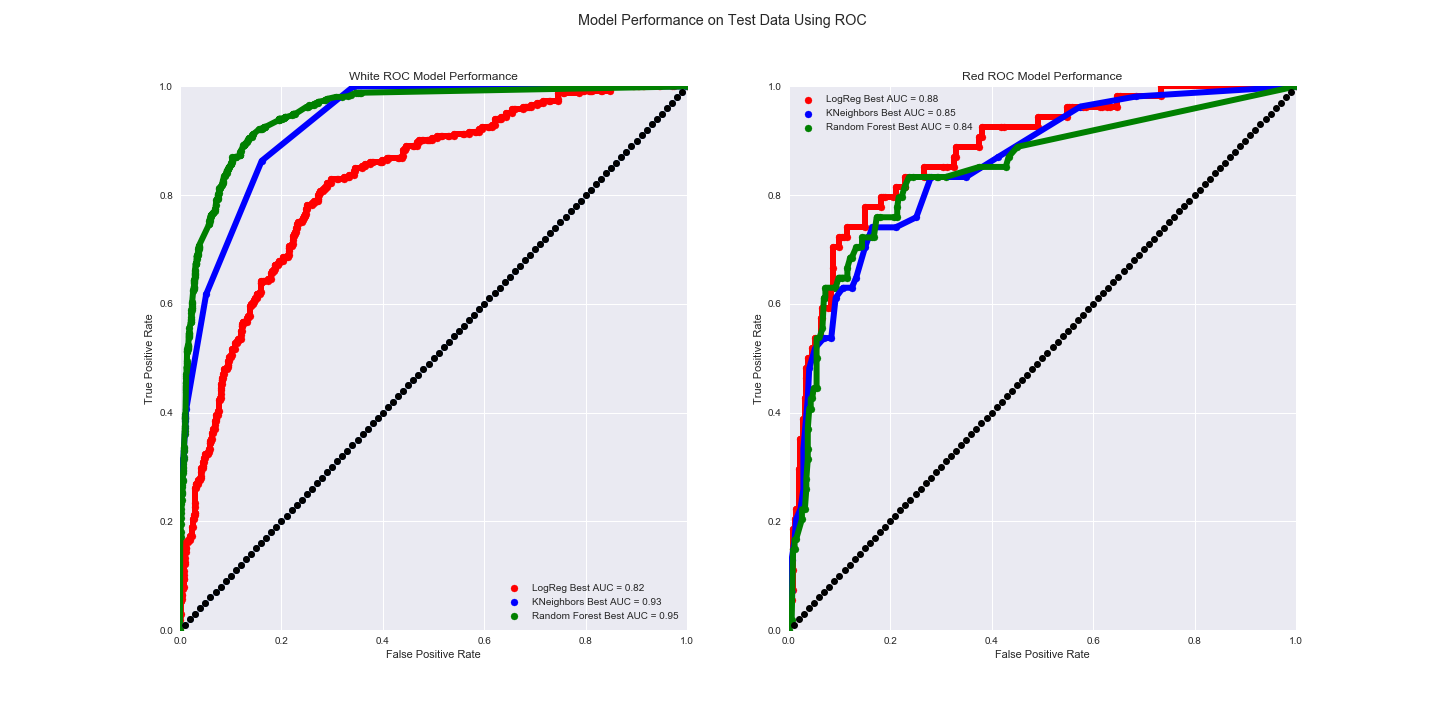 Model Performance on Test Data Using ROC
White ROC Model Performance
True Positive Rate
1.0
0.8
0.6
0.4
0.2
0.0
LogReg Best AUC = 0.82
KNeighbors Best AUC = 0.93
Random Forest Best AUC = 0.95
0.0 0.2 0.4 0.6 0.8 1.0
False Positive Rate
Red ROC Model Performance
True Positive Rate
1.0
0.8
0.6
0.4
0.2
0.0
LogReg Best AUC = 0.88
KNeighbors Best AUC = 0.85
Random Forest Best AUC = 0.84
0.0 0.2 0.4 0.6 0.8 1.0
False Positive Rate